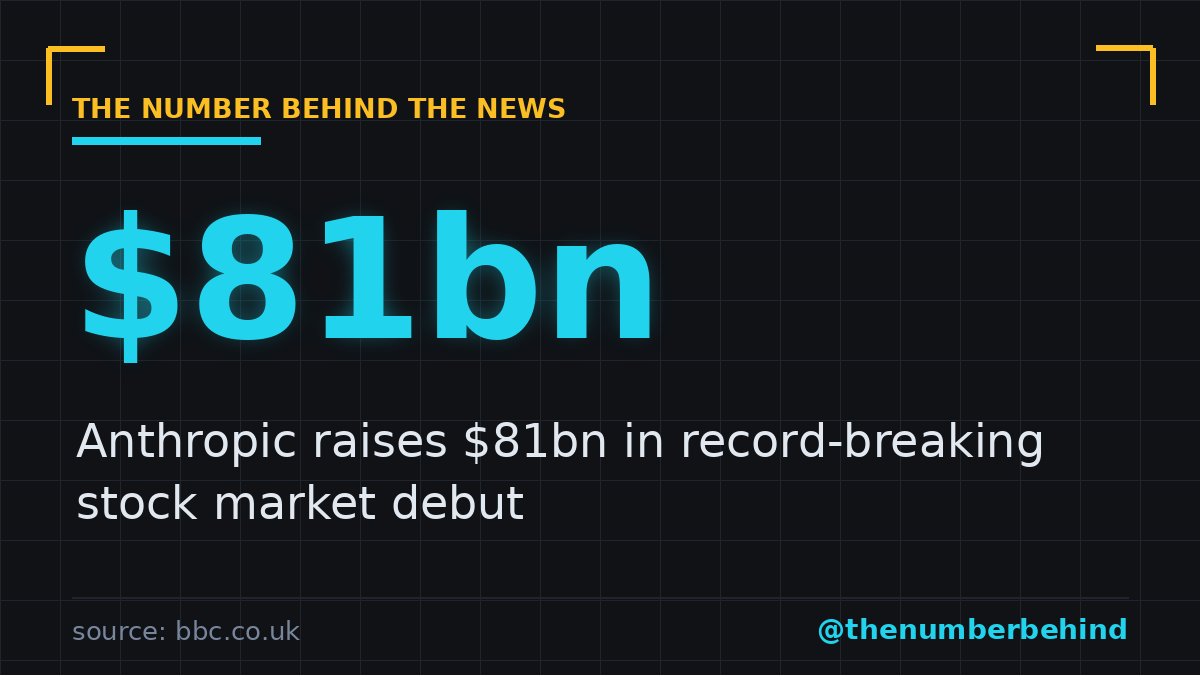 THE NUMBER BEHIND THE NEWS
$81bn
Anthropic raises $81bn in record-breaking
stock market debut
source: bbc.co.uk
@thenumberbehind